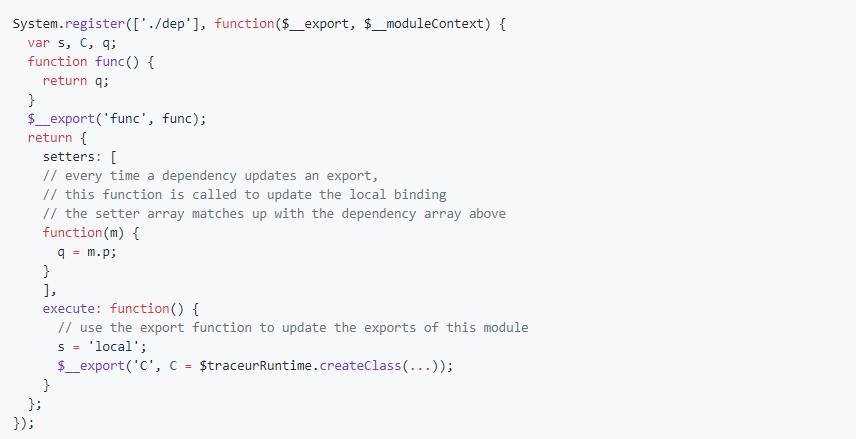 System.register(['./dep'], function($__export, $__moduleContext) {
  var s, C, q;
  function func() {
    return q;
  }
  $__export('func', func);
  return {
    setters: [
    // every time a dependency updates an export,
    // this function is called to update the local binding
    // the setter array matches up with the dependency array above
    function(m) {
      q = m.p;
    }
    ],
    execute: function() {
      // use the export function to update the exports of this module
      s = 'local';
      $__export('C', C = $traceurRuntime.createClass(...));
    }
  };
});